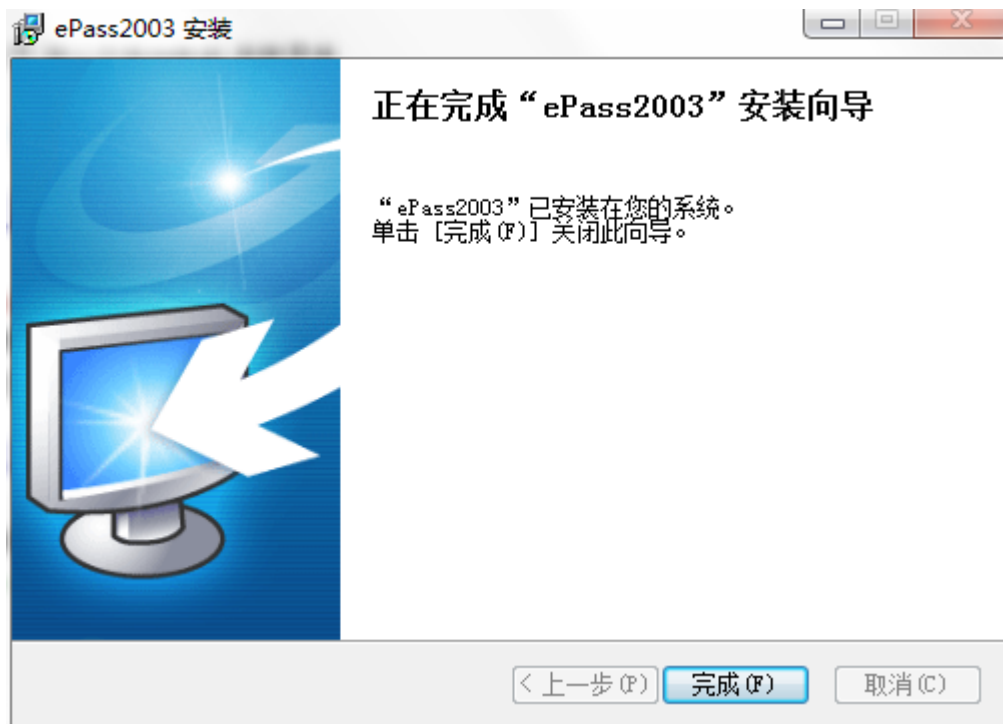 ePass2003 安装
正在完成“ePass2003”安装向导
“ePass2003”已安装在您的系统。
单击 [完成(F)] 关闭此向导。
< 上一步(P)
完成(F)
取消(C)